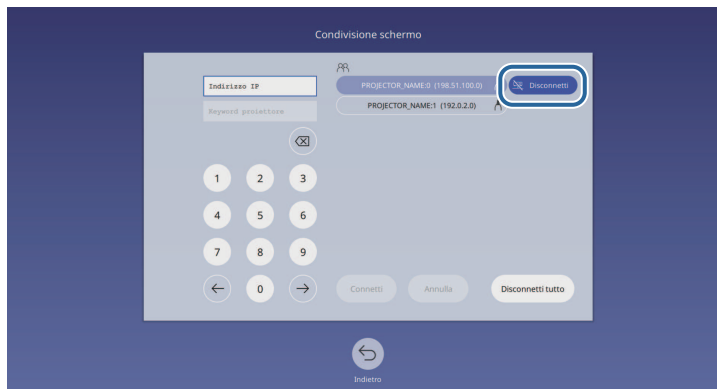 Condivisione schermo
Indirizzo IP
Keyword proiettore
PROJECTOR_NAME:0 (198.51.100.0)
Disconnetti
PROJECTOR_NAME:1 (192.0.2.0)
1 2 3
4 5 6
7 8 9
0
Connetti
Annulla
Disconnetti tutto
Indietro